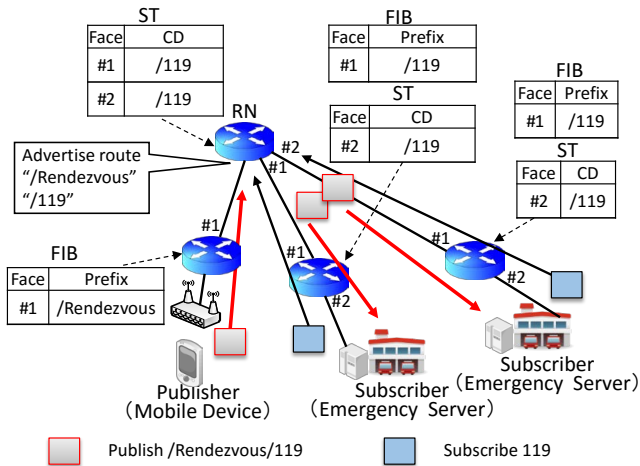 ST
Face CD
#1 /119
#2 /119
FIB
Face Prefix
#1 /119
ST
Face CD
#2 /119
FIB
Face Prefix
#1 /119
ST
Face CD
#2 /119
RN
#2
#1
Advertise route
“/Rendezvous”
“/119”
#1
#1
#2
#1
#2
FIB
Face Prefix
#1 /Rendezvous
Publisher
(Mobile Device)
Subscriber
(Emergency Server)
Subscriber
(Emergency Server)
Publish /Rendezvous/119
Subscribe 119